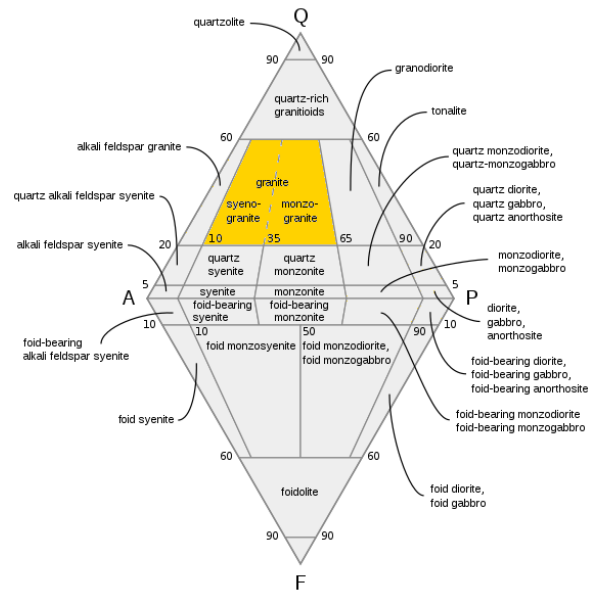 Q
quartzolite
90
90
granodiorite
quartz-rich
granitioids
tonalite
60
60
alkali feldspar granite
quartz monzodiorite,
quartz-monzogabbro
granite
quartz alkali feldspar syenite
syeno-
granite
monzo-
granite
quartz diorite,
quartz gabbro,
quartz anorthosite
alkali feldspar syenite
20
10
35
65
90
20
quartz
syenite
quartz
monzonite
monzodiorite,
monzogabbro
5
5
syenite
monzonite
A
P
foid-bearing
syenite
foid-bearing
monzonite
diorite,
gabbro,
anorthosite
10
10
10
50
90
foid-bearing
alkali feldspar syenite
foid monzosyenite
foid monzodiorite,
foid monzogabbro
foid-bearing diorite,
foid-bearing gabbro,
foid-bearing anorthosite
foid syenite
foid-bearing monzodiorite
foid-bearing monzogabbro
60
60
foidolite
foid diorite,
foid gabbro
90
90
F